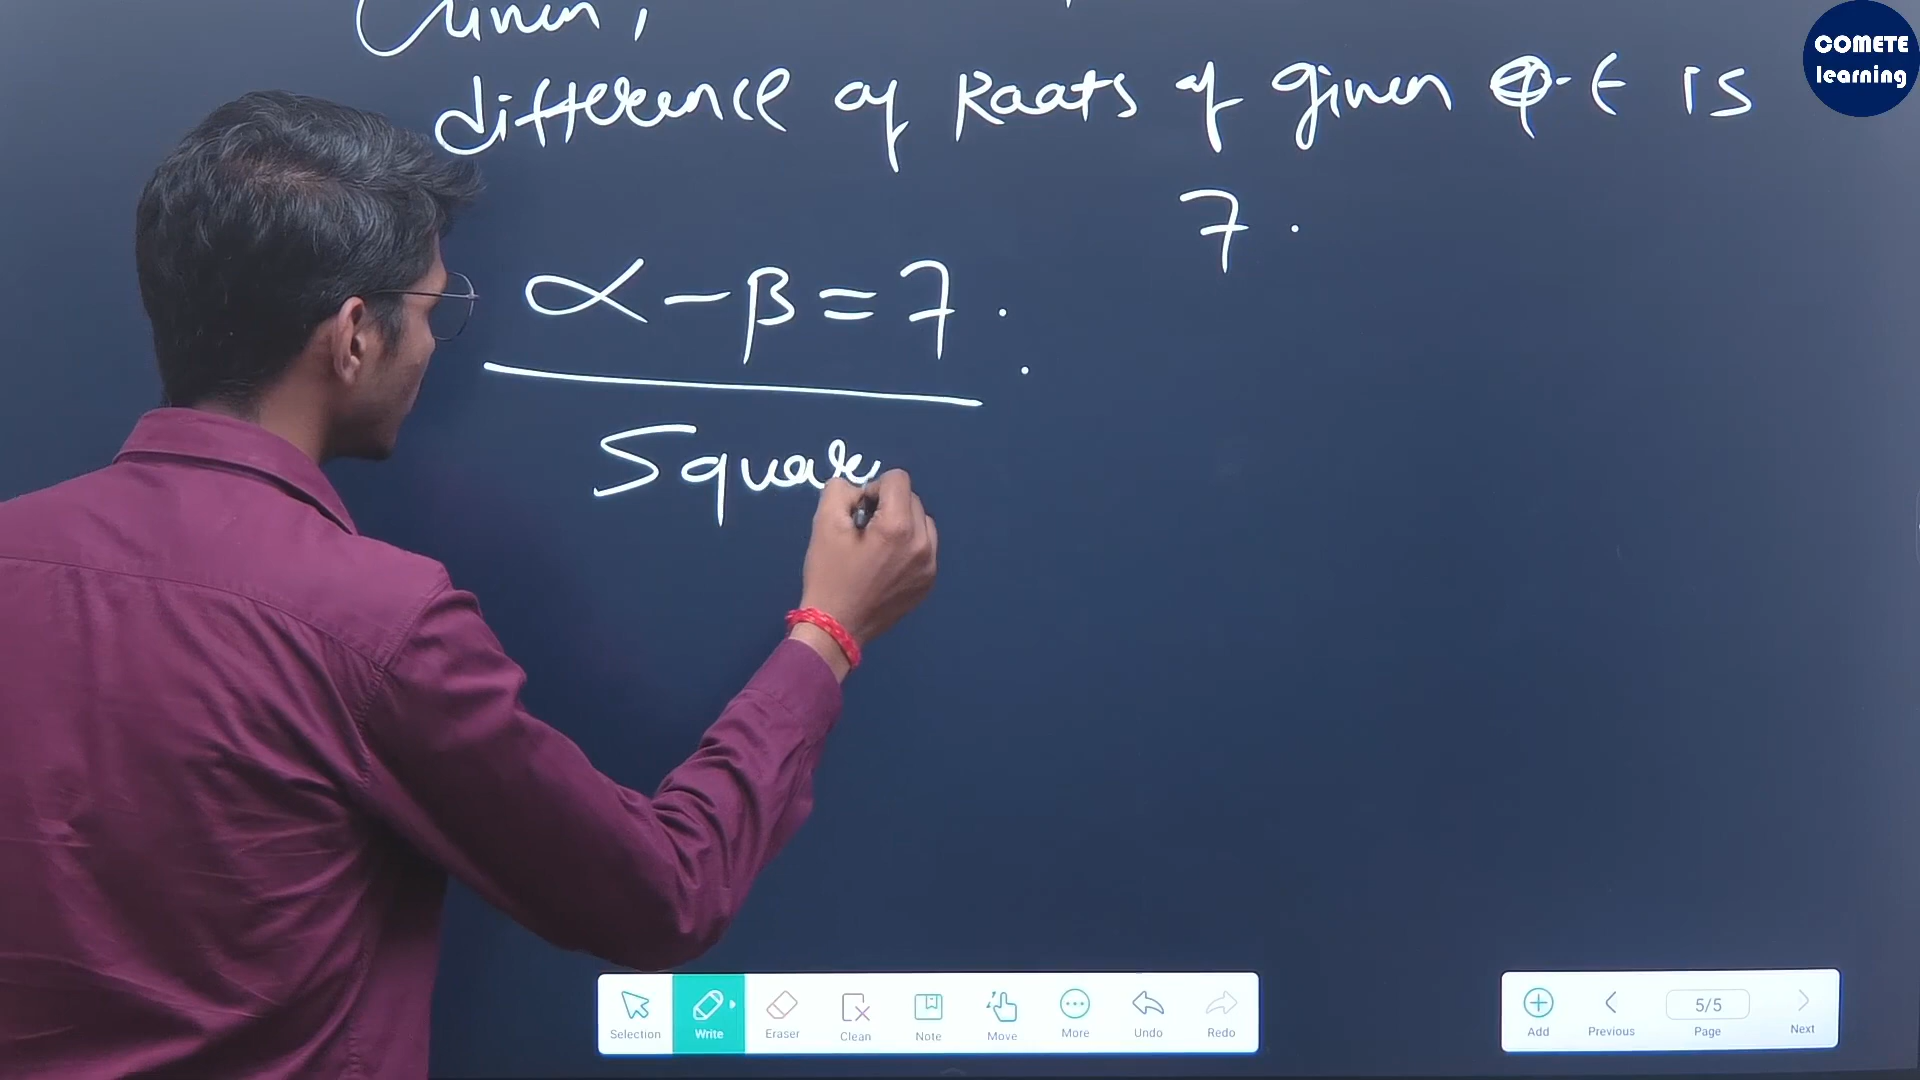 Given,
difference of Roots of given Q.E is
7.
α - β = 7.
Square
COMETE
learning
Selection Write Eraser Clean Note Move More Undo Redo
Add Previous 5/5 Page Next